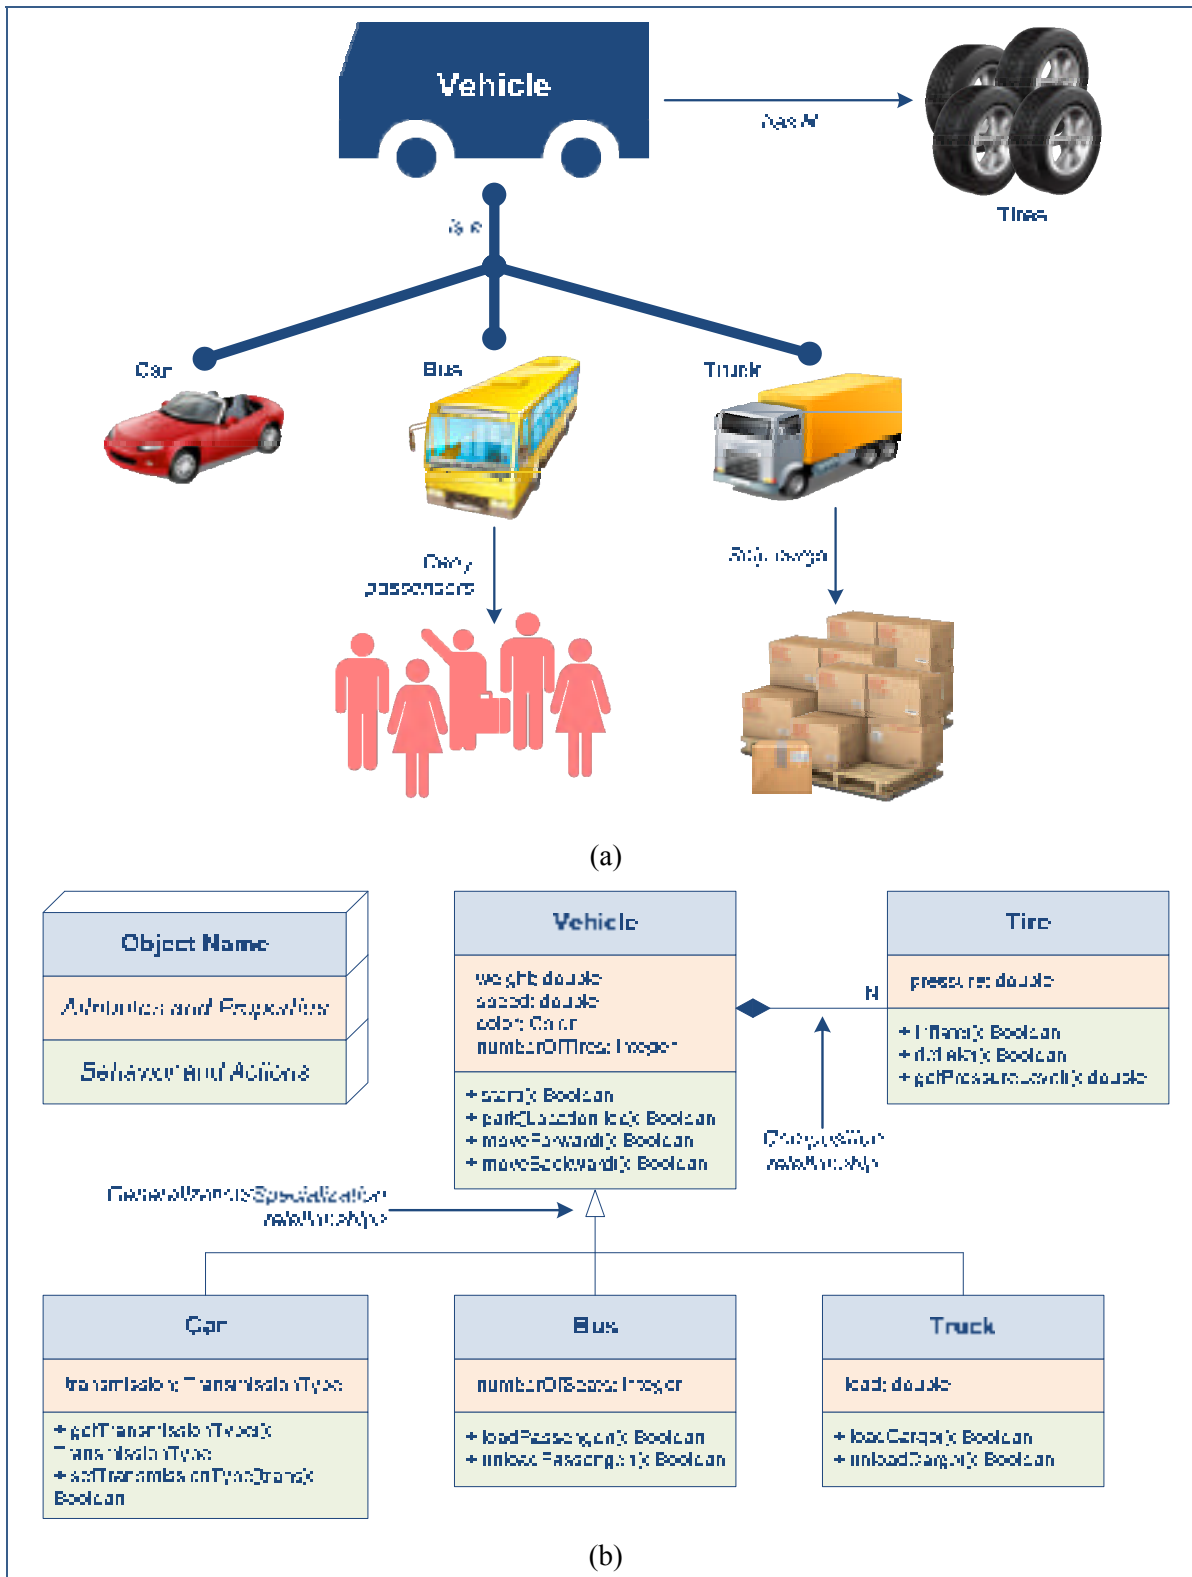 Vehicle
has N
Tires
is a
Car
Bus
Truck
Carry
passengers
Ship cargo
(a)
Object Name
Attributes and Properties
Behavior and Actions
Vehicle
weight: double
speed: double
color: Color
numberOfTires: Integer
+ start(): Boolean
+ park(Location loc): Boolean
+ moveForward(): Boolean
+ moveBackward(): Boolean
N
Tire
pressure: double
+ inflate(): Boolean
+ deflate(): Boolean
+ getPressureLevel(): double
Composition
relationship
Specialization
relationships
Car
transmission: TransmissionType
+ getTransmissionType():
TransmissionType
+ setTransmissionType(trans):
Boolean
Bus
numberOfSeats: Integer
+ loadPassenger(): Boolean
+ unloadPassenger(): Boolean
Truck
load: double
+ loadCargo(): Boolean
+ unloadCargo(): Boolean
(b)